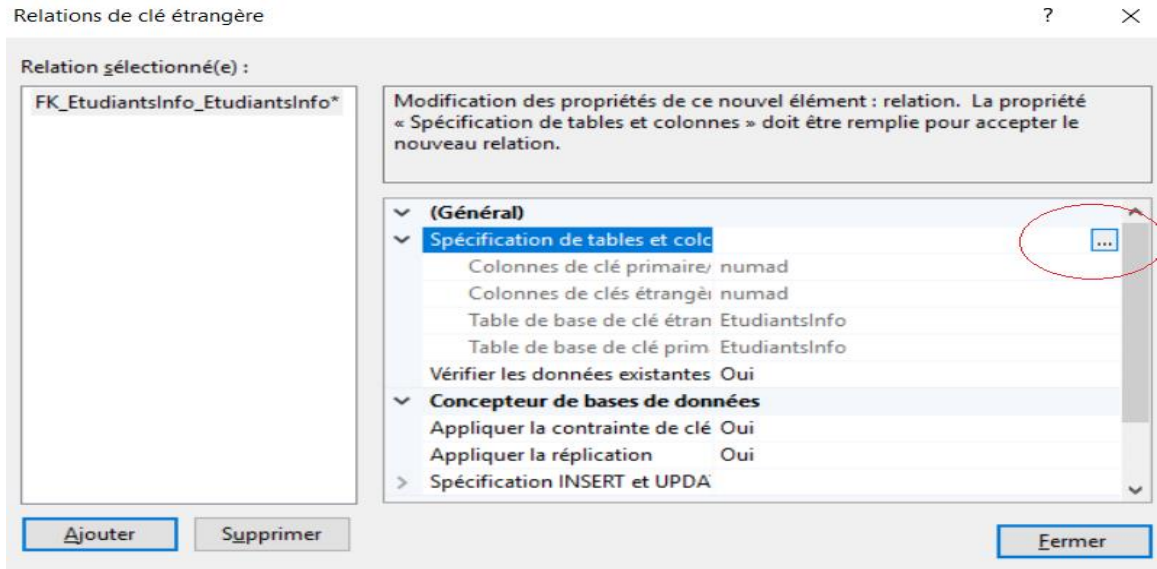 Relations de clé étrangère
?
Relation sélectionné(e) :
FK_EtudiantsInfo_EtudiantsInfo*
Modification des propriétés de ce nouvel élément : relation. La propriété
« Spécification de tables et colonnes » doit être remplie pour accepter le
nouveau relation.
(Général)
Spécification de tables et colc
...
Colonnes de clé primaire/ numad
Colonnes de clés étrangèr numad
Table de base de clé étran EtudiantsInfo
Table de base de clé prim EtudiantsInfo
Vérifier les données existantes Oui
Concepteur de bases de données
Appliquer la contrainte de clé Oui
Appliquer la réplication Oui
Spécification INSERT et UPDA
Ajouter
Supprimer
Fermer